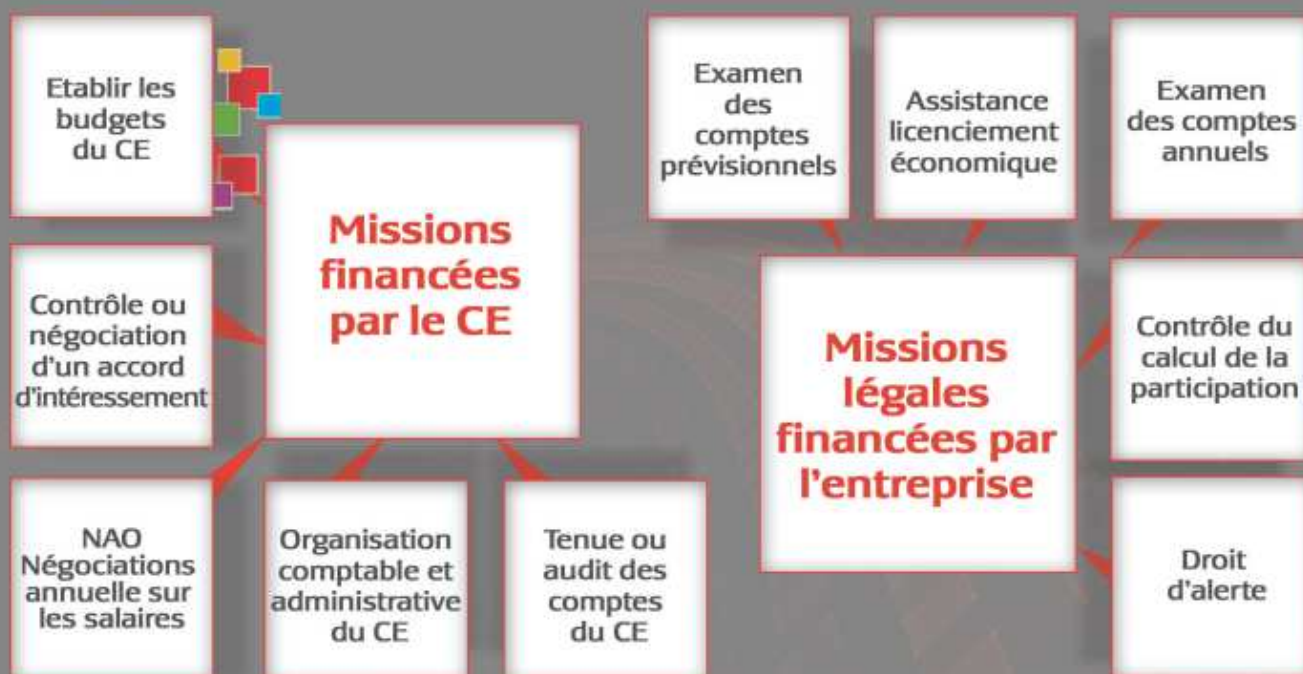 Etablir les
budgets
du CE
Missions
financées
par le CE
Contrôle ou
négociation
d'un accord
d'intéressement
NAO
Négociations
annuelle sur
les salaires
Organisation
comptable et
administrative
du CE
Tenue ou
audit des
comptes
du CE
Examen
des
comptes
prévisionnels
Assistance
licenciement
économique
Examen
des comptes
annuels
Missions
légales
financées par
l'entreprise
Contrôle du
calcul de la
participation
Droit
d'alerte